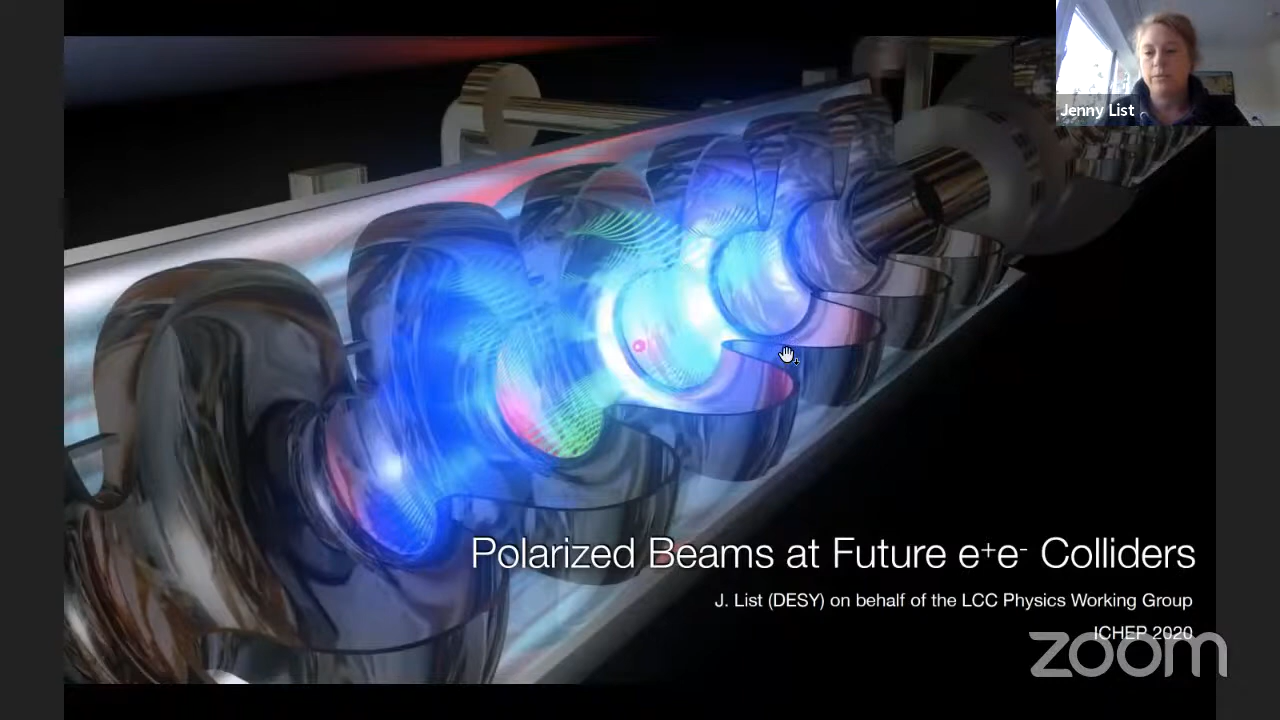 Jenny List
Polarized Beams at Future e⁺e⁻ Colliders
J. List (DESY) on behalf of the LCC Physics Working Group
ICHEP 2020
zoom